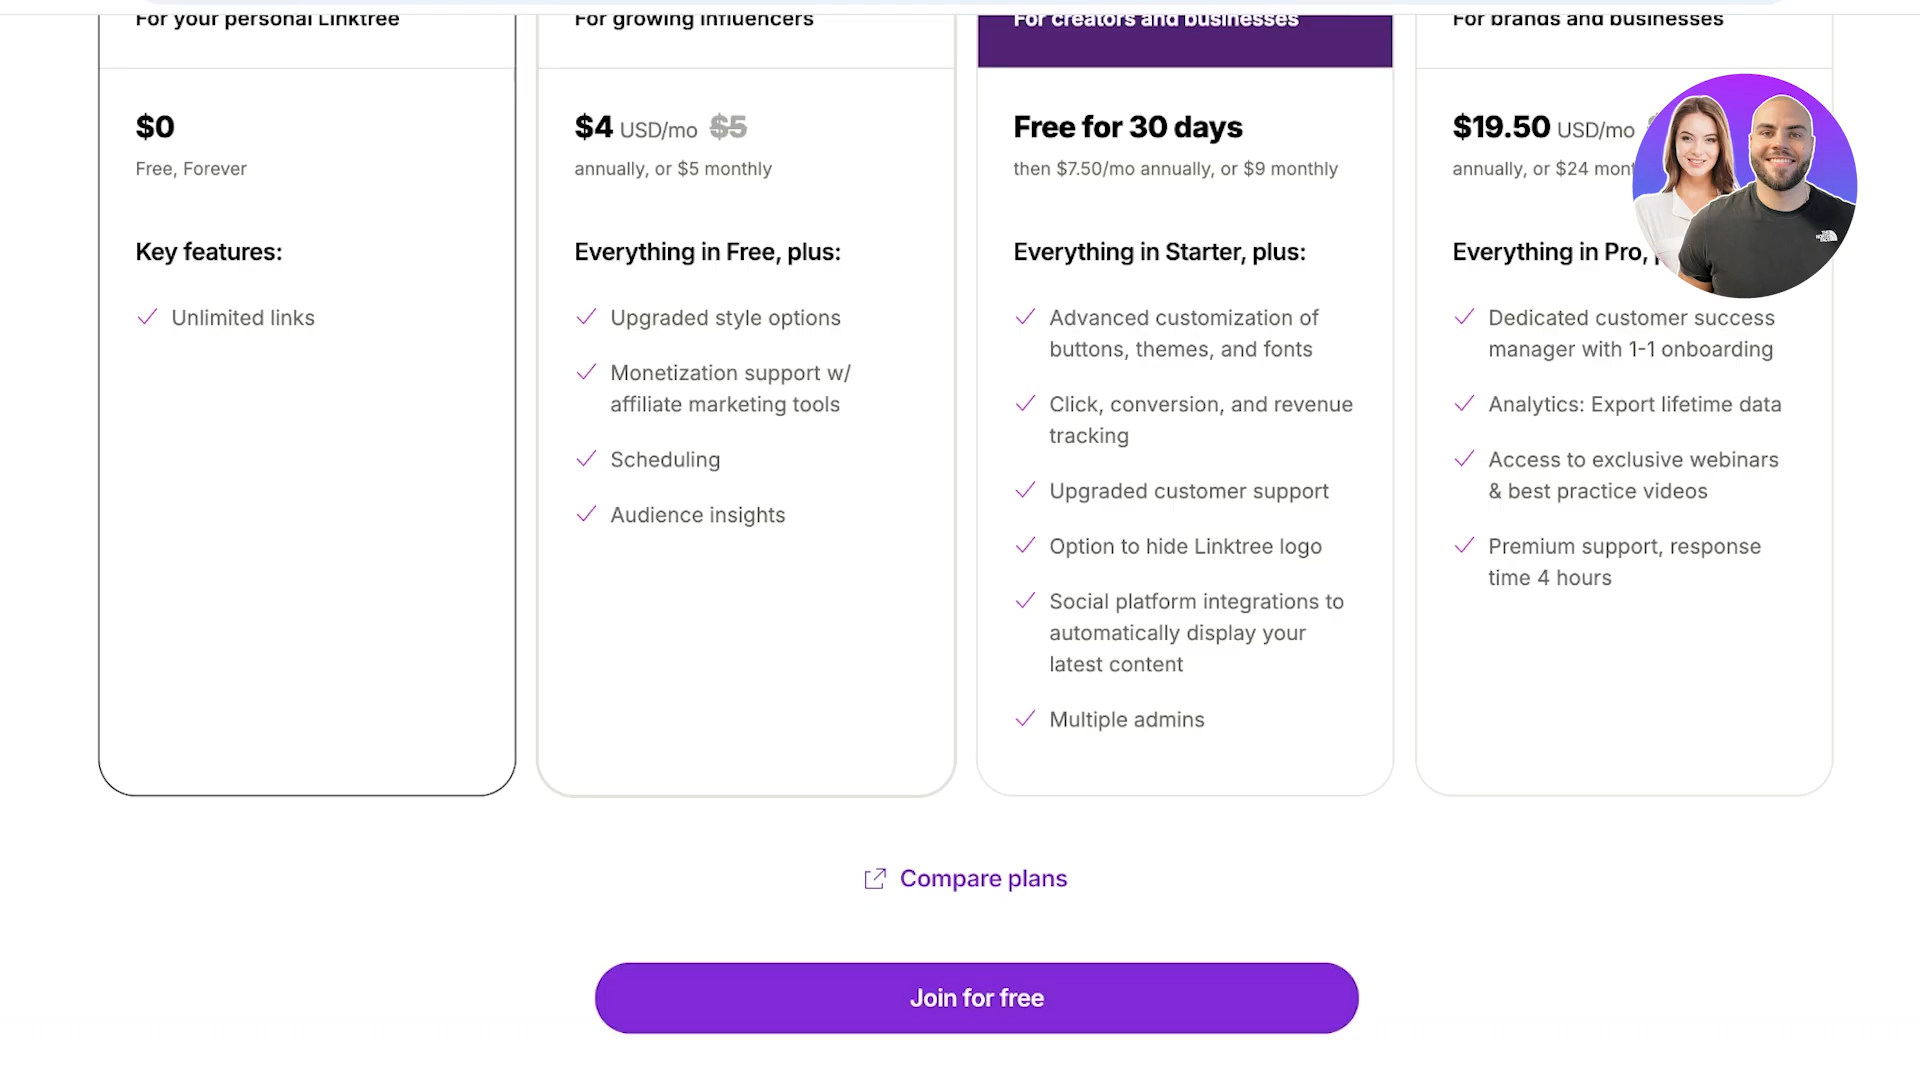 For your personal Linktree
For growing influencers
For creators and businesses
For brands and businesses
$0
Free, Forever
Key features:
Unlimited links
$4 USD/mo $5
annually, or $5 monthly
Everything in Free, plus:
Upgraded style options
Monetization support w/
affiliate marketing tools
Scheduling
Audience insights
Free for 30 days
then $7.50/mo annually, or $9 monthly
Everything in Starter, plus:
Advanced customization of
buttons, themes, and fonts
Click, conversion, and revenue
tracking
Upgraded customer support
Option to hide Linktree logo
Social platform integrations to
automatically display your
latest content
Multiple admins
$19.50 USD/mo
annually, or $24
Everything in Pro,
Dedicated customer success
manager with 1-1 onboarding
Analytics: Export lifetime data
Access to exclusive webinars
& best practice videos
Premium support, response
time 4 hours
Compare plans
Join for free